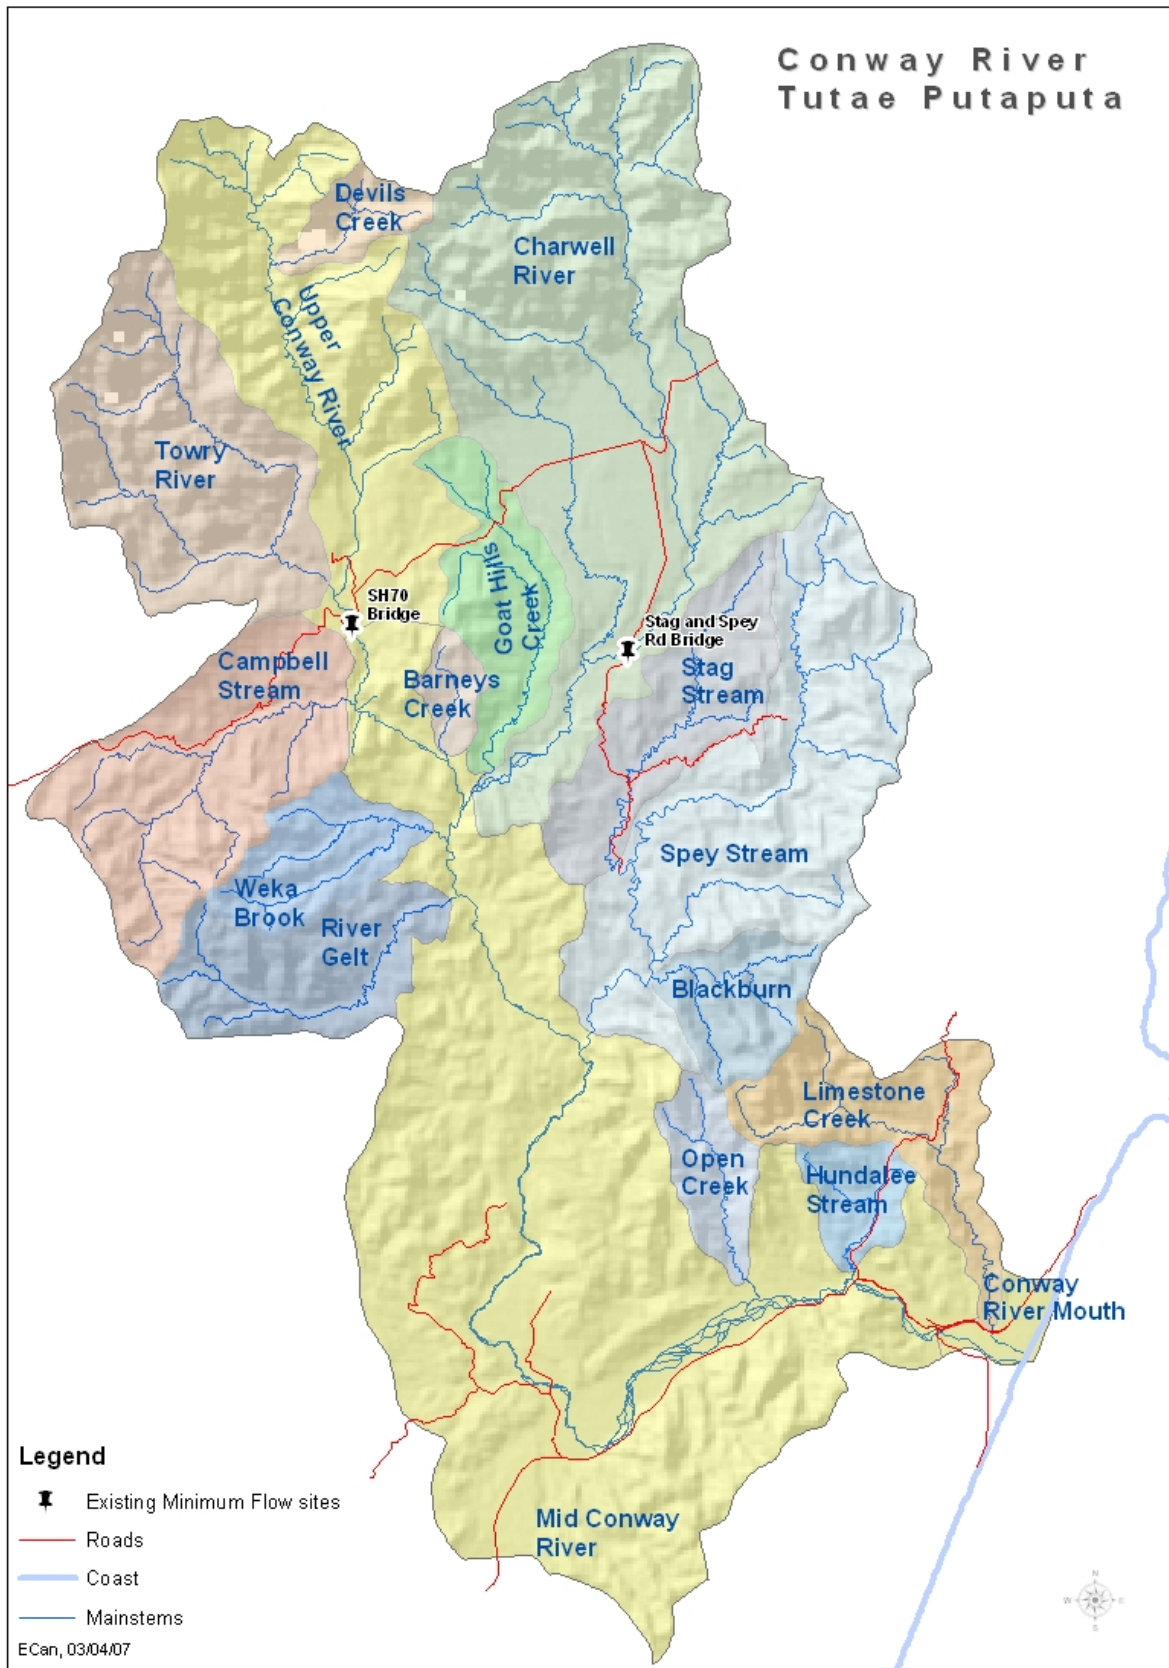 Conway River
Tutae Putaputa
Devils
Creek
Charwell
River
Upper
Conway River
Towry
River
Goat Hills
Creek
SH70
Bridge
Stag and Spey
Rd Bridge
Campbell
Stream
Barneys
Creek
Stag
Stream
Spey Stream
Weka
Brook
River
Gelt
Blackburn
Limestone
Creek
Open
Creek
Hundalee
Stream
Conway
River Mouth
Mid Conway
River
Legend
Existing Minimum Flow sites
Roads
Coast
Mainstems
ECan, 03/04/07
N
W
E
S